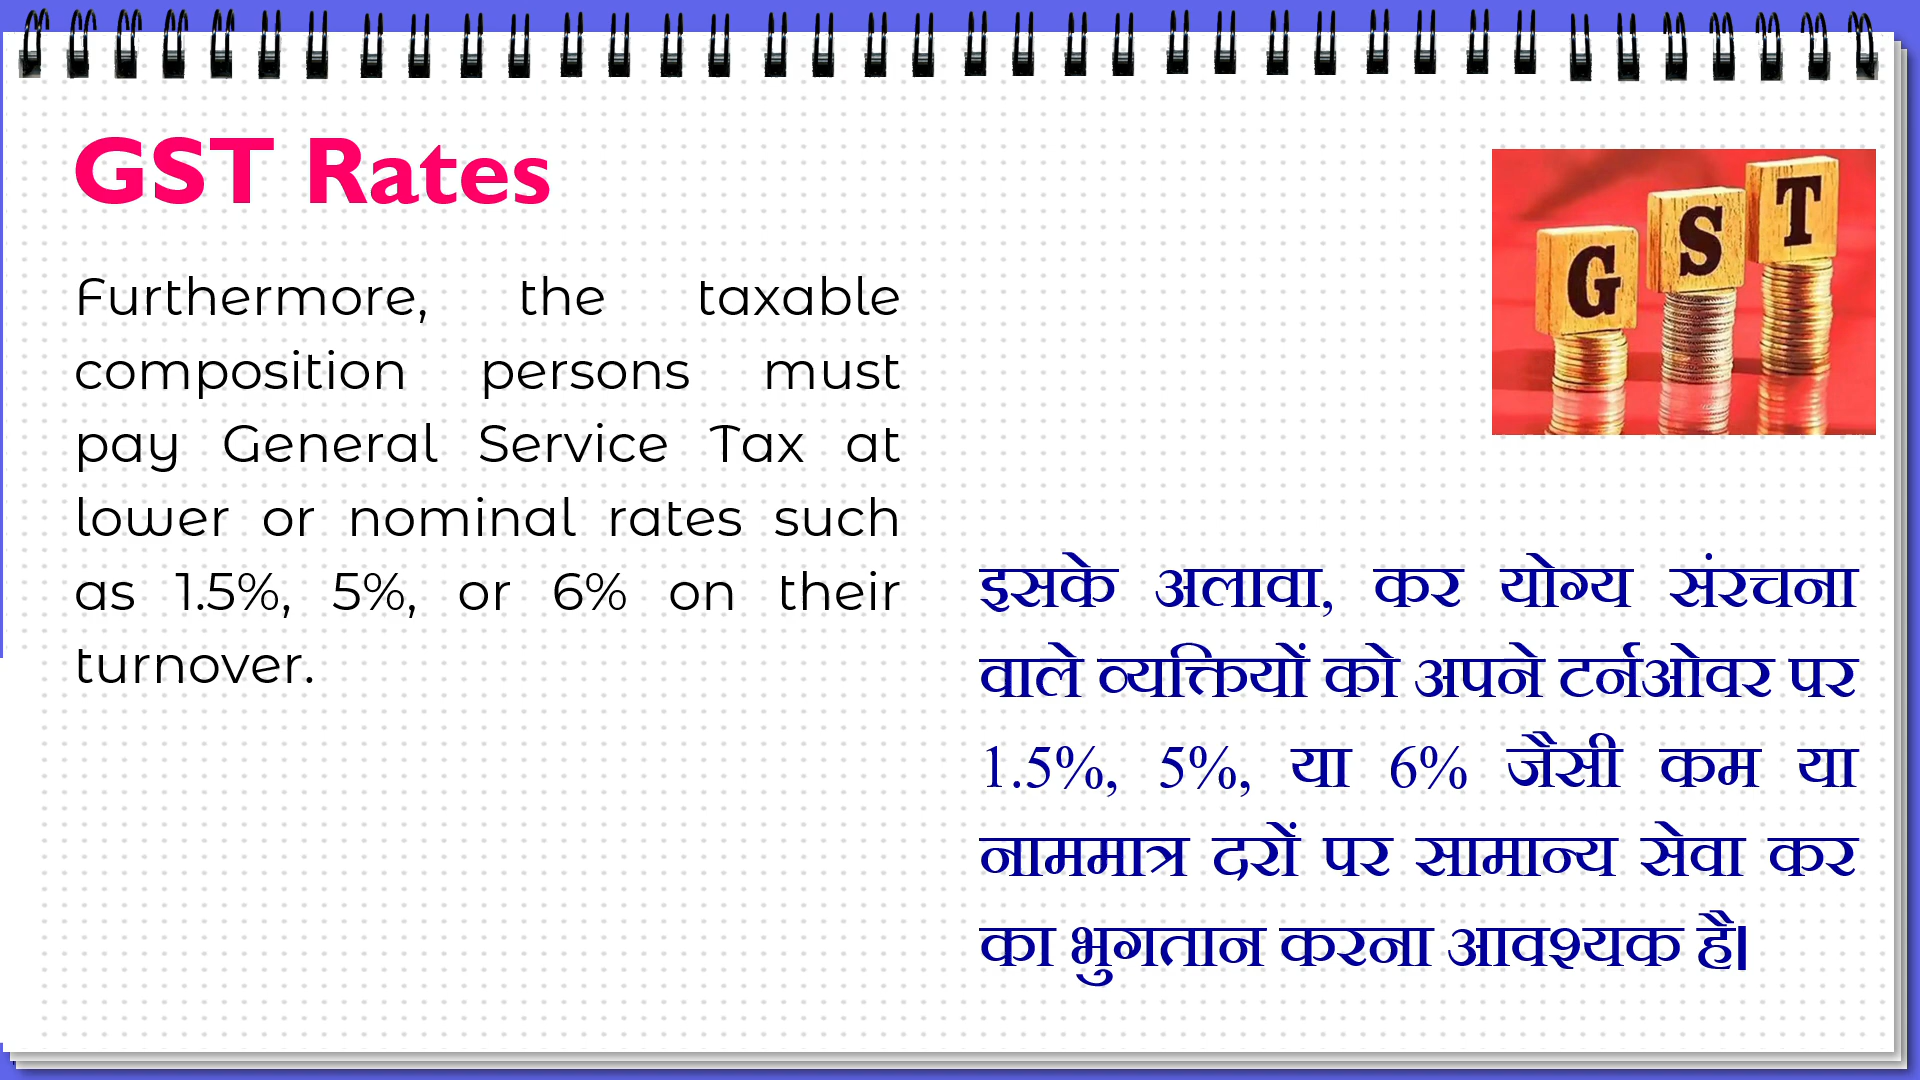 GST Rates
G S T
Furthermore, the taxable
composition persons must
pay General Service Tax at
lower or nominal rates such
as 1.5%, 5%, or 6% on their
turnover.
इसके अलावा, कर योग्य संरचना
वाले व्यक्तियों को अपने टर्नओवर पर
1.5%, 5%, या 6% जैसी कम या
नाममात्र दरों पर सामान्य सेवा कर
का भुगतान करना आवश्यक है।